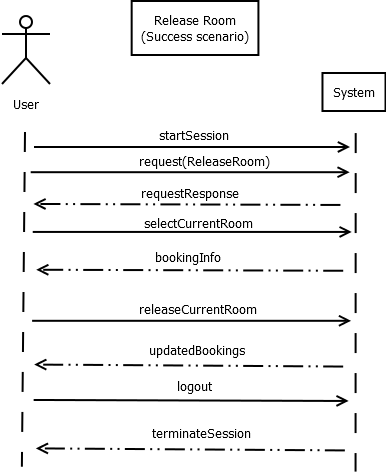 Release Room
(Success scenario)
User
System
startSession
request(ReleaseRoom)
requestResponse
selectCurrentRoom
bookingInfo
releaseCurrentRoom
updatedBookings
logout
terminateSession